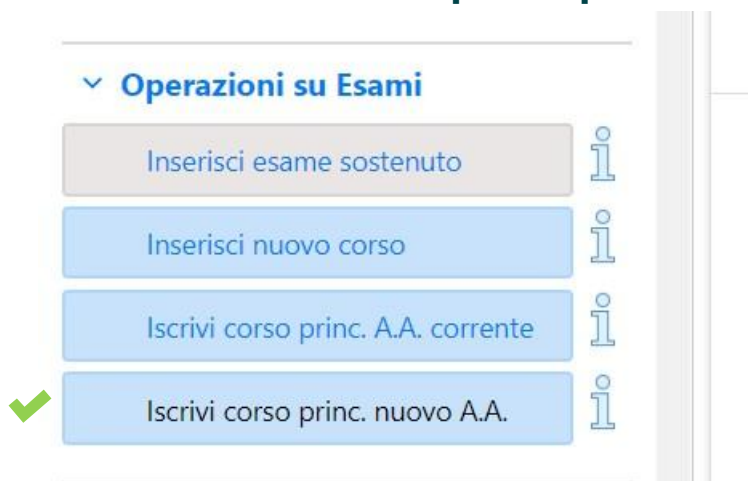 Operazioni su Esami
Inserisci esame sostenuto
Inserisci nuovo corso
Iscrivi corso princ. A.A. corrente
Iscrivi corso princ. nuovo A.A.